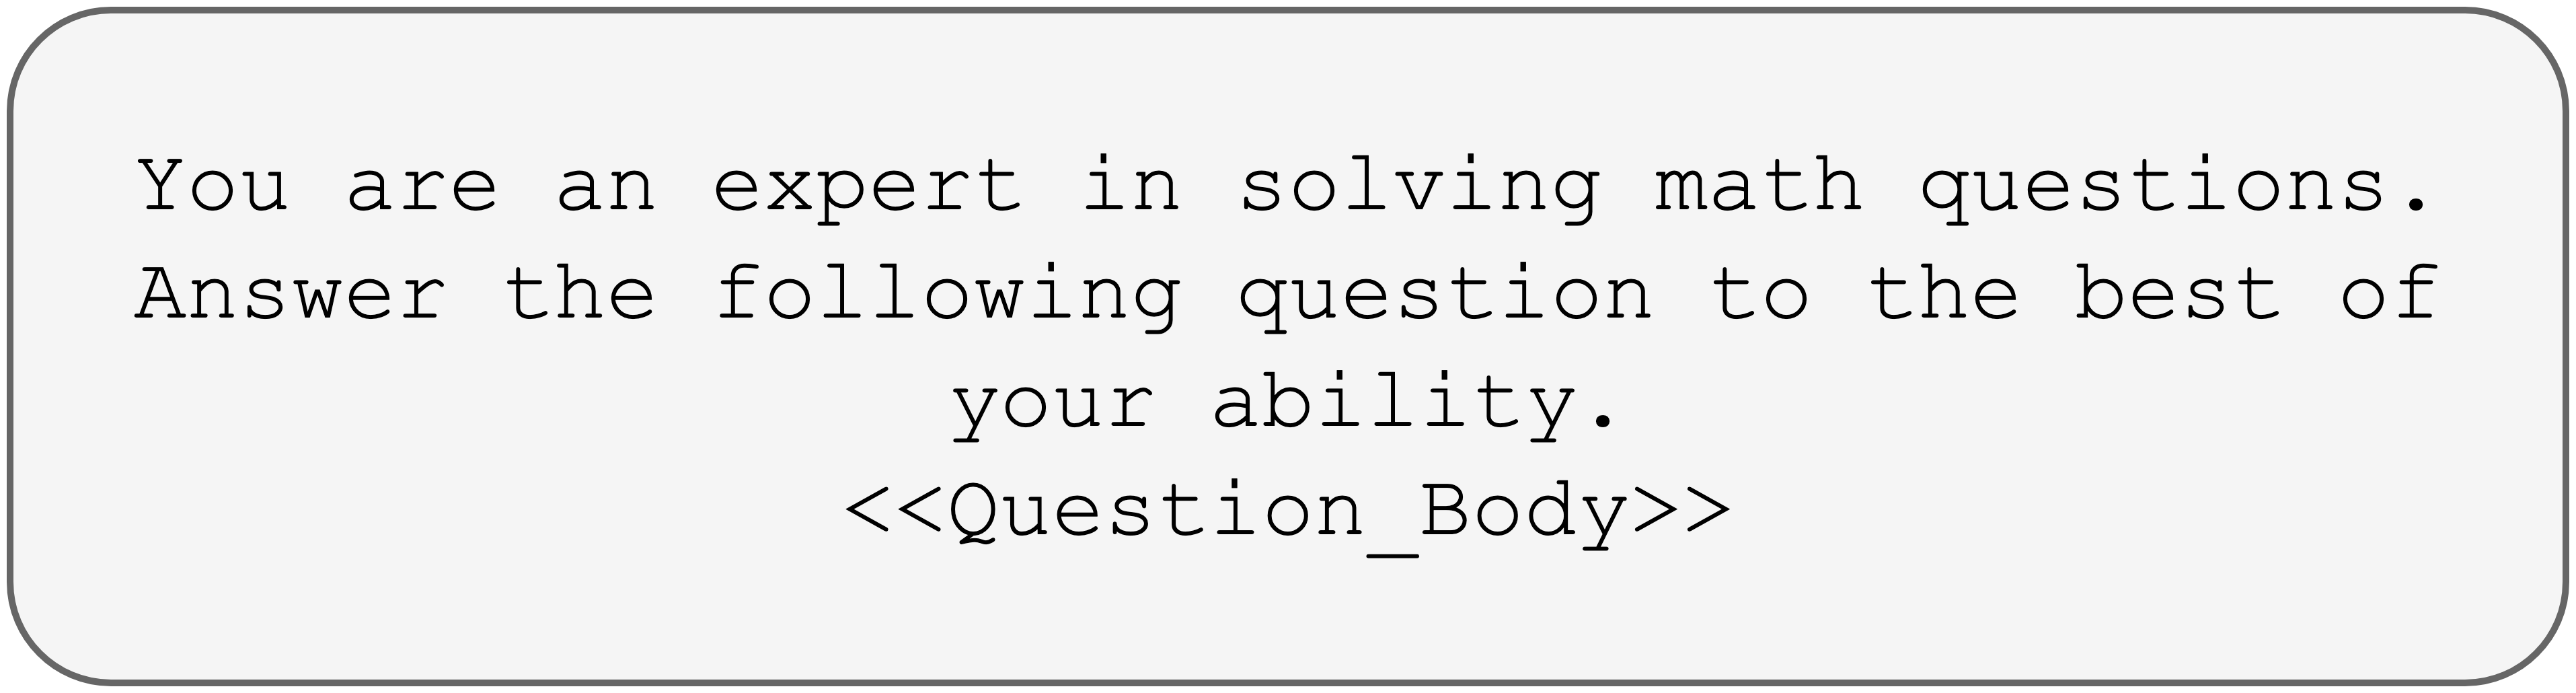 You are an expert in solving math questions.
Answer the following question to the best of
your ability.
<<Question_Body>>